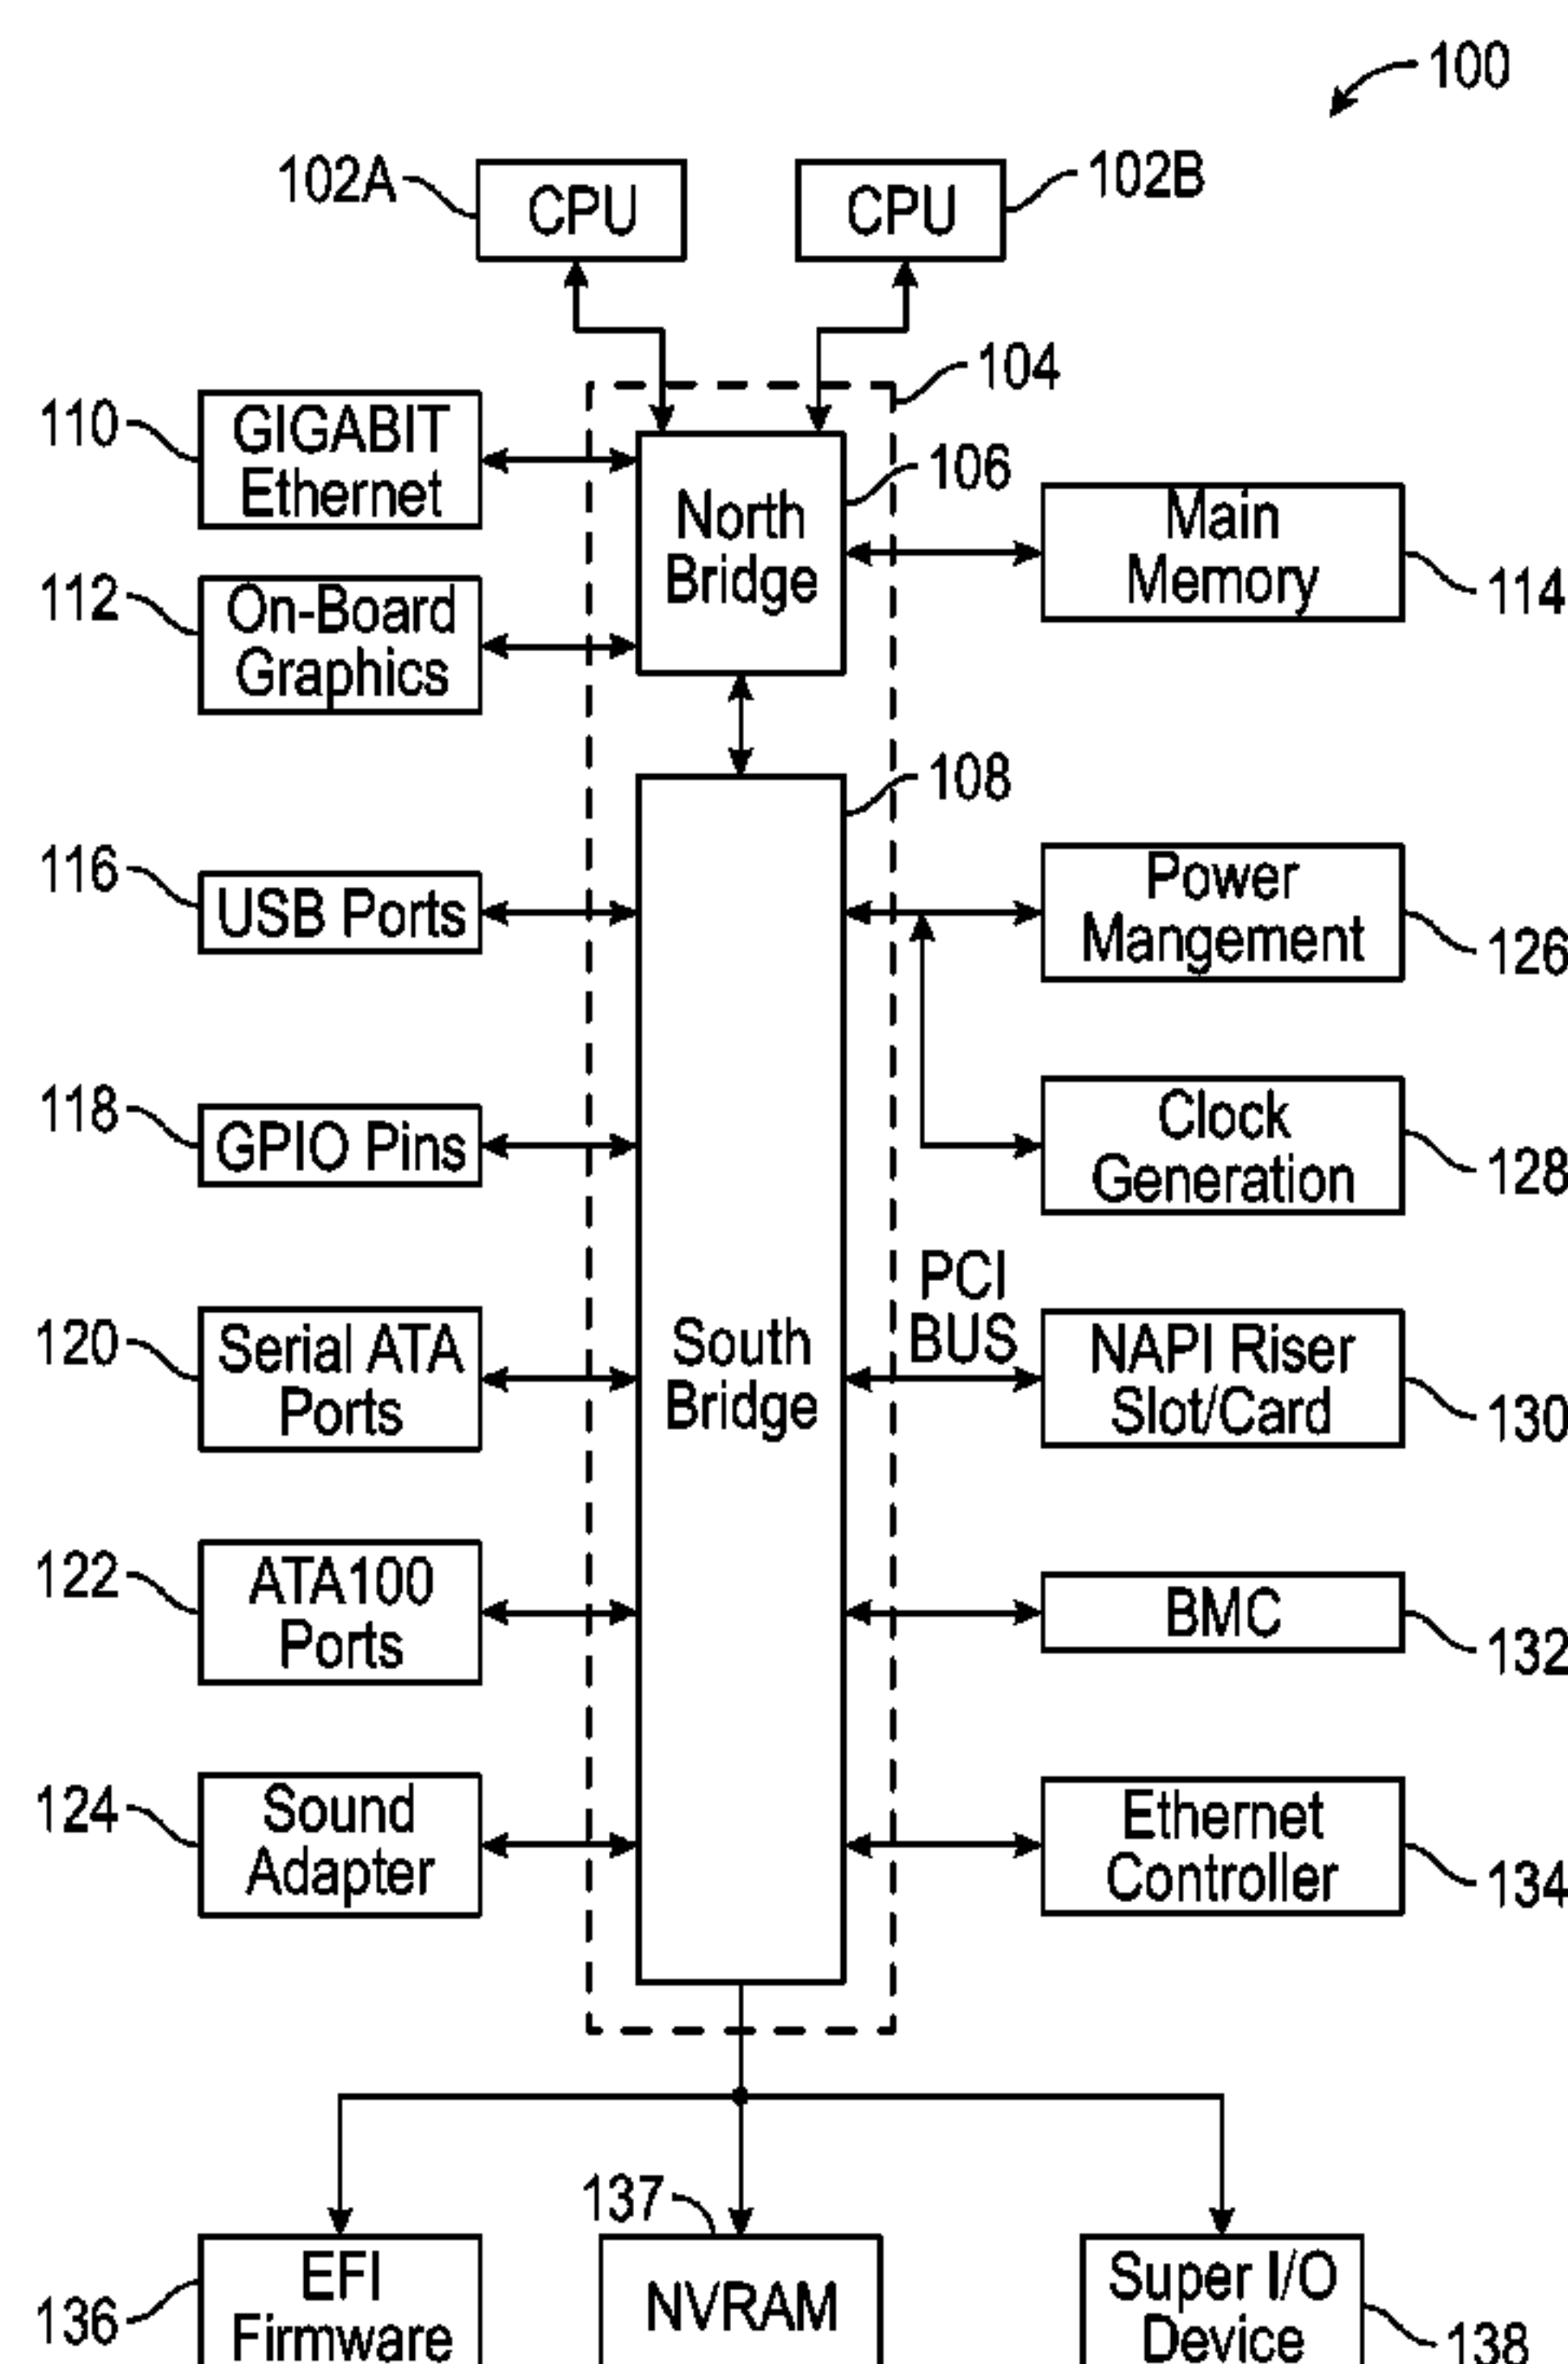 100
102A
CPU
CPU
102B
104
110
GIGABIT
Ethernet
106
North
Bridge
Main
Memory
114
112
On-Board
Graphics
108
116
USB Ports
Power
Mangement
126
118
GPIO Pins
Clock
Generation
128
PCI
BUS
120
Serial ATA
Ports
South
Bridge
NAPI Riser
Slot/Card
130
122
ATA100
Ports
BMC
132
124
Sound
Adapter
Ethernet
Controller
134
137
136
EFI
Firmware
NVRAM
Super I/O
Device
138